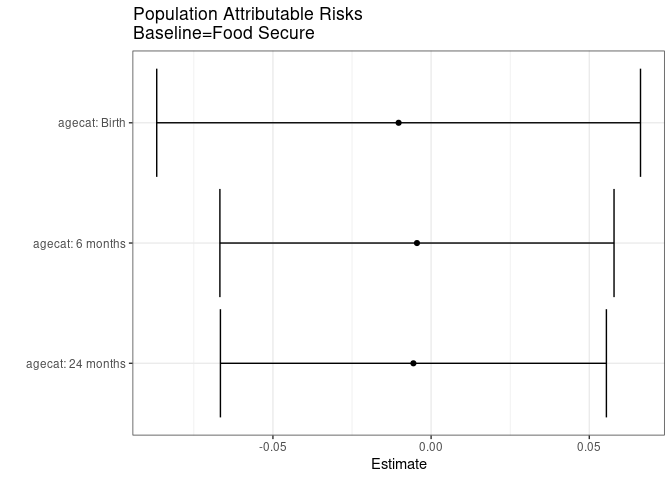 Population Attributable Risks
Baseline=Food Secure
agecat: Birth
agecat: 6 months
agecat: 24 months
-0.05 0.00 0.05
Estimate